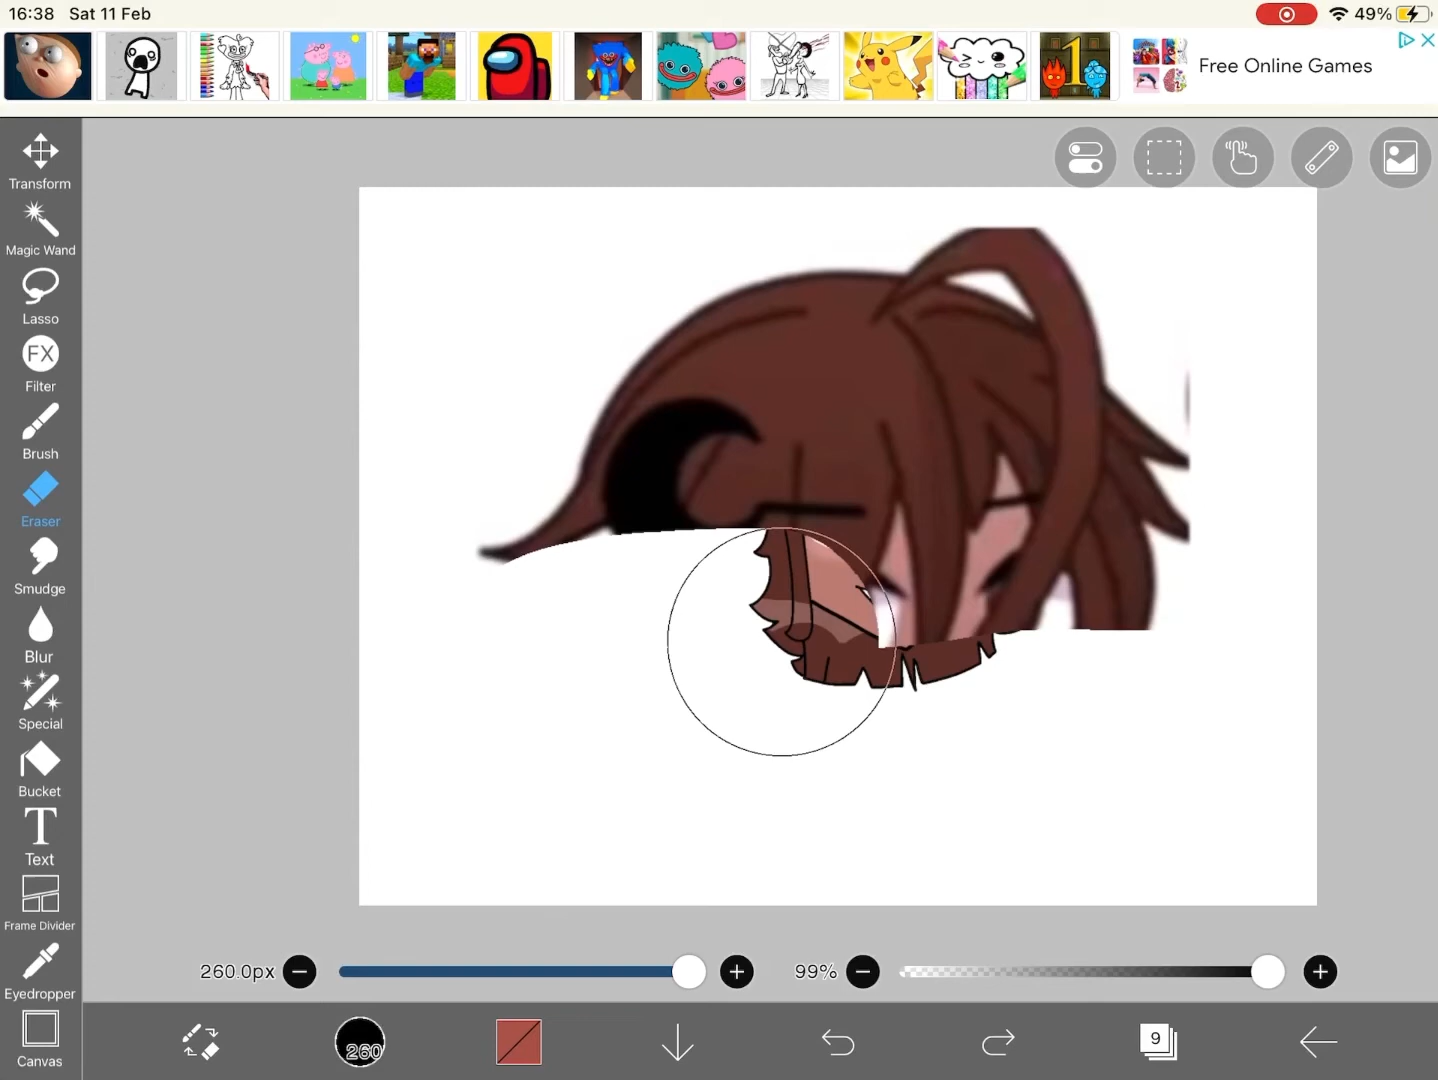 16:38 Sat 11 Feb
49%
1
Free Online Games
Transform
Magic Wand
Lasso
FX
Filter
Brush
Eraser
Smudge
Blur
Special
Bucket
T
Text
Frame Divider
Eyedropper
Canvas
260.0px
99%
260
9